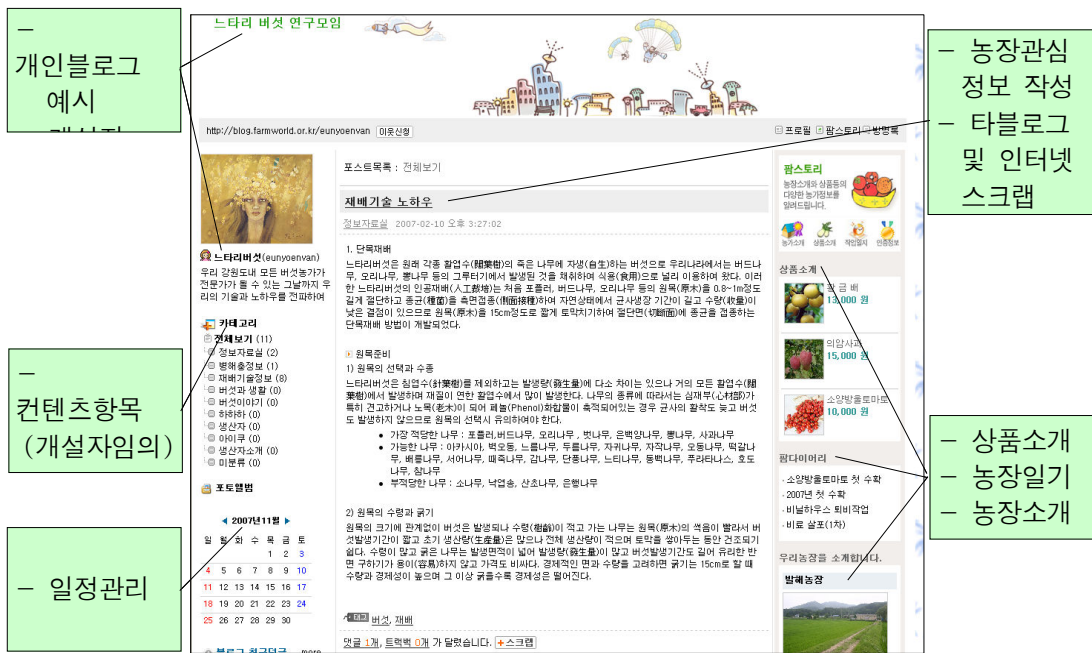 －
개인블로그
예시
－
컨텐츠항목
(개설자임의)
－ 일정관리
느타리 버섯 연구모임
http://blog.farmworld.or.kr/eunyoenvan 이웃신청
프로필 팜스토리 방명록
느타리버섯(eunyoenvan)
우리 강원도내 모든 버섯농가가
전문가가 될 수 있는 그날까지 우
리의 기술과 노하우를 전파하여
카테고리
전체보기 (11)
정보자료실 (2)
병해충정보 (1)
재배기술정보 (8)
버섯과 생활 (0)
버섯이야기 (0)
하하하 (0)
생산자 (0)
아이쿠 (0)
생산자소개 (0)
미분류 (0)
포토앨범
◀ 2007년11월 ▶
일 월 화 수 목 금 토
1 2 3
4 5 6 7 8 9 10
11 12 13 14 15 16 17
18 19 20 21 22 23 24
25 26 27 28 29 30
블로그 최근덧글 more
포스트목록 : 전체보기
재배기술 노하우
정보자료실 2007-02-10 오후 3:27:02
1. 단목재배
느타리버섯은 원래 각종 활엽수(闊葉樹)의 죽은 나무에 자생(自生)하는 버섯으로 우리나라에서는 버드나
무, 오리나무, 뽕나무 등의 그루터기에서 발생된 것을 채취하여 식용(食用)으로 널리 이용하여 왔다. 이러
한 느타리버섯의 인공재배(人工栽培)는 처음 포플러, 버드나무, 오리나무 등의 원목(原木)을 0.8~1m정도
길게 절단하고 종균(種菌)을 측면접종(側面接種)하여 자연상태에서 균사생장 기간이 길고 수량(收量)이
낮은 결점이 있으므로 원목(原木)을 15cm정도로 짧게 토막치기하여 절단면(切斷面)에 종균을 접종하는
단목재배 방법이 개발되었다.
원목준비
1) 원목의 선택과 수종
느타리버섯은 침엽수(針葉樹)를 제외하고는 발생량(發生量)에 다소 차이는 있으나 거의 모든 활엽수(闊
葉樹)에서 발생하며 재질이 연한 활엽수에서 많이 발생한다. 나무의 종류에 따라서는 심재부(心材部)가
특히 견고하거나 노목(老木)이 되어 페놀(Phenol)화합물이 축적되어있는 경우 균사의 활착도 늦고 버섯
도 발생하지 않으므로 원목의 선택시 유의하여야 한다.
• 가장 적당한 나무 : 포플러,버드나무, 오리나무 , 벗나무, 은백양나무, 뽕나무, 사과나무
• 가능한 나무 : 아카시아, 벽오동, 느릅나무, 두릅나무, 자귀나무, 자작나무, 오동나무, 떡갈나
무, 배롱나무, 서어나무, 때죽나무, 감나무, 단풍나무, 느티나무, 동백나무, 푸라타나스, 호도
나무, 참나무
• 부적당한 나무 : 소나무, 낙엽송, 산초나무, 은행나무
2) 원목의 수령과 굵기
원목의 크기에 관계없이 버섯은 발생되나 수령(樹齡)이 적고 가는 나무는 원목(原木)의 썩음이 빨라서 버
섯발생기간이 짧고 초기 생산량(生産量)은 많으나 전체 생산량이 적으며 토막을 쌓아두는 동안 건조되기
쉽다. 수령이 많고 굵은 나무는 발생면적이 넓어 발생량(發生量)이 많고 버섯발생기간도 길어 유리한 반
면 구하기가 용이(容易)하지 않고 가격도 비싸다. 경제적인 면과 수량을 고려하면 굵기는 15cm로 할 때
수량과 경제성이 높으며 그 이상 굵을수록 경제성은 떨어진다.
태그 버섯, 재배
댓글 1개, 트랙백 0개 가 달렸습니다. +스크랩
팜스토리
농장소개와 상품등의
다양한 농가정보를
알려드립니다.
농가소개 상품소개 작업일지 인증정보
상품소개
황금배
13,000 원
의암사과
15,000 원
소양방울토마토
10,000 원
팜다이어리
· 소양방울토마토 첫 수확
· 2007년 첫 수확
· 비닐하우스 퇴비작업
· 비료 살포(1차)
우리농장을 소개합니다.
발해농장
－ 농장관심
정보 작성
－ 타블로그
및 인터넷
스크랩
－ 상품소개
－ 농장일기
－ 농장소개